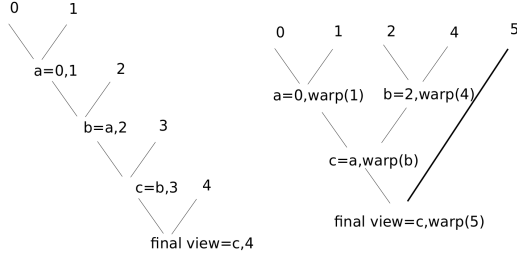 0 1
a=0,1 2
b=a,2 3
c=b,3 4
final view=c,4
0 1 2 4 5
a=0,warp(1) b=2,warp(4)
c=a,warp(b)
final view=c,warp(5)